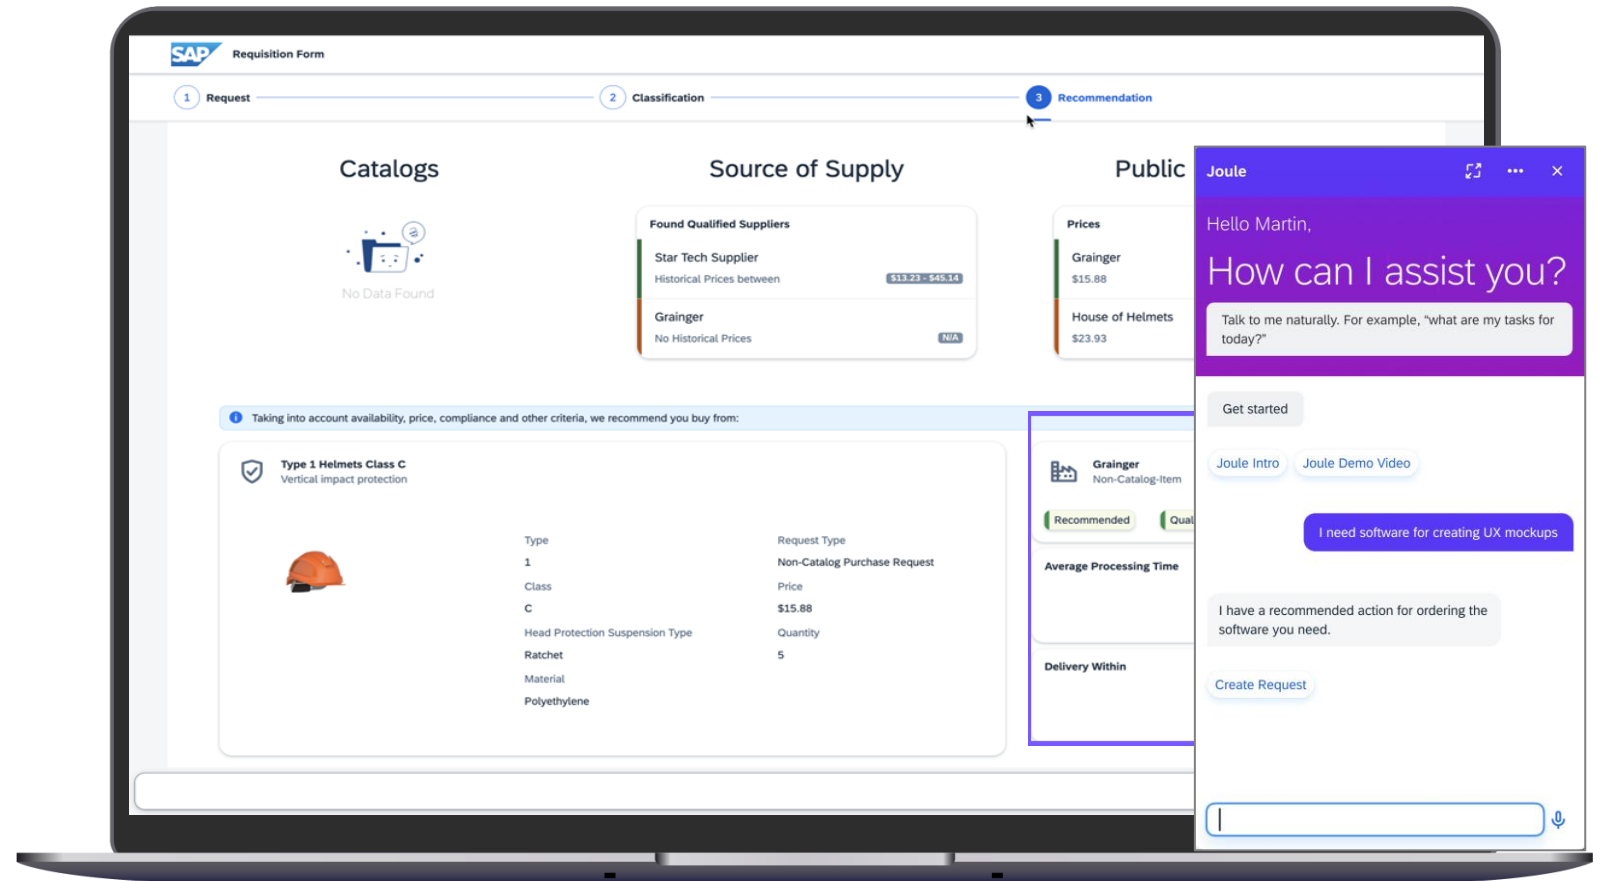 SAP Requisition Form
1 Request
2 Classification
3 Recommendation
Catalogs
No Data Found
Source of Supply
Found Qualified Suppliers
Star Tech Supplier
Historical Prices between $13.23 - $45.14
Grainger
No Historical Prices N/A
Public
Prices
Grainger
$15.88
House of Helmets
$23.93
Taking into account availability, price, compliance and other criteria, we recommend you buy from:
Type 1 Helmets Class C
Vertical impact protection
Type
1
Class
C
Head Protection Suspension Type
Ratchet
Material
Polyethylene
Request Type
Non-Catalog Purchase Request
Price
$15.88
Quantity
5
Grainger
Non-Catalog-Item
Recommended
Qual
Average Processing Time
Delivery Within
Joule
Hello Martin,
How can I assist you?
Talk to me naturally. For example, “what are my tasks for
today?”
Get started
Joule Intro
Joule Demo Video
I need software for creating UX mockups
I have a recommended action for ordering the
software you need.
Create Request